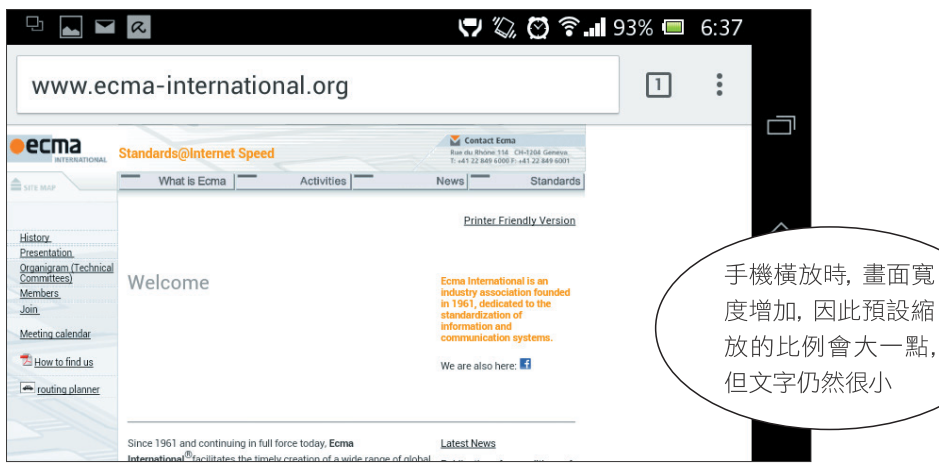 93% 6:37
www.ecma-international.org
1
ecma
INTERNATIONAL
Standards@Internet Speed
Contact Ecma
Rue du Rhône 114 CH-1204 Geneva
T: +41 22 849 6000 F: +41 22 849 6001
SITE MAP
What is Ecma
Activities
News
Standards
Printer Friendly Version
History
Presentation
Organigram (Technical
Committees)
Members
Join
Meeting calendar
How to find us
routing planner
Welcome
Ecma International is an
industry association founded
in 1961, dedicated to the
standardization of
information and
communication systems.
We are also here:
Since 1961 and continuing in full force today, Ecma
International® facilitates the timely creation of a wide range of global
Latest News
手機橫放時, 畫面寬
度增加, 因此預設縮
放的比例會大一點,
但文字仍然很小